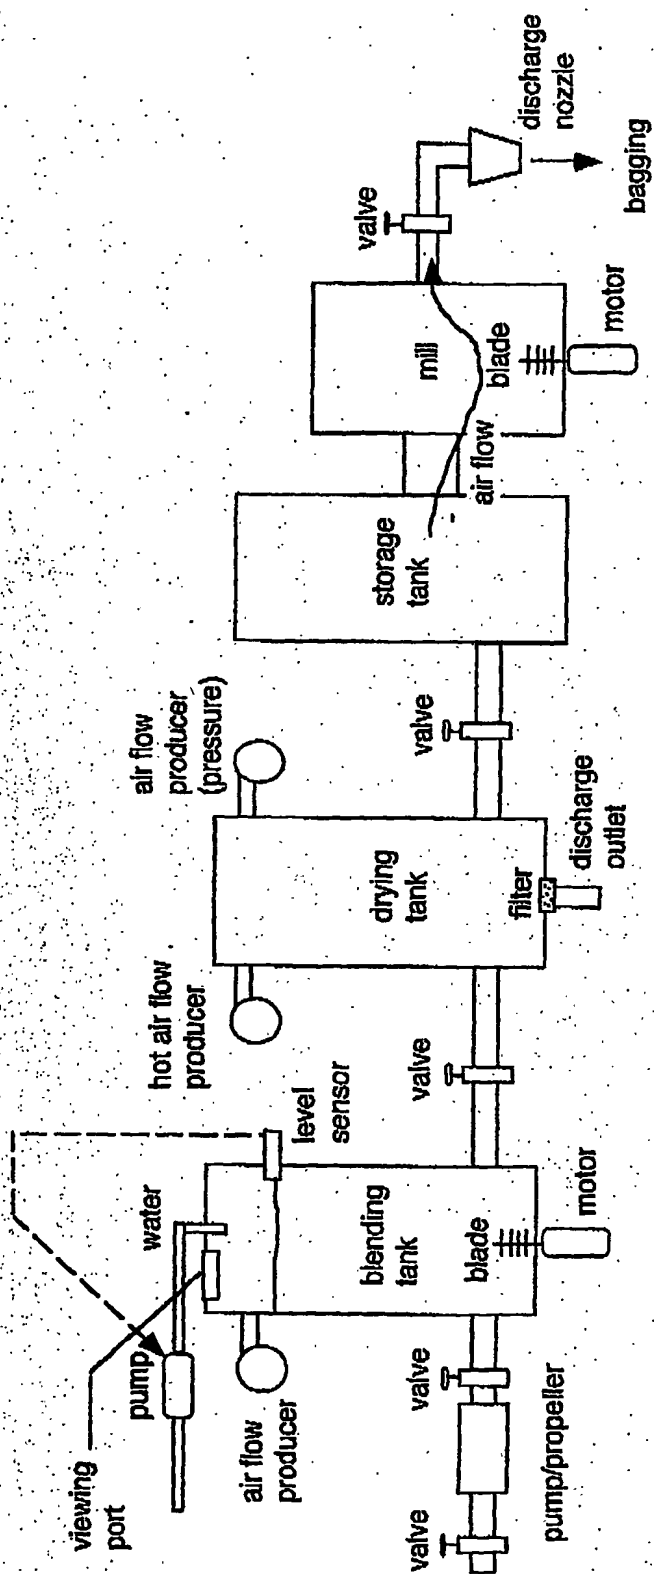 viewing
port
pump
water
level
sensor
air flow
producer
blending
tank
blade
motor
valve
pump/propeller
valve
valve
hot air flow
producer
air flow
producer
(pressure)
drying
tank
filter
discharge
outlet
valve
storage
tank
air flow
mill
blade
motor
valve
discharge
nozzle
bagging